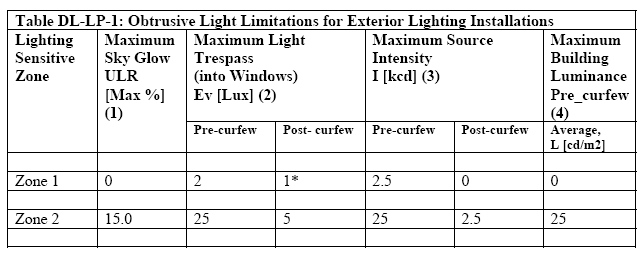 Table DL-LP-1: Obtrusive Light Limitations for Exterior Lighting Installations
Lighting Sensitive Zone
Maximum Sky Glow ULR [Max %] (1)
Maximum Light Trespass (into Windows) Ev [Lux] (2)
Maximum Source Intensity I [kcd] (3)
Maximum Building Luminance Pre_curfew (4)
Pre-curfew Post- curfew Pre-curfew Post-curfew Average, L [cd/m2]
Zone 1 0 2 1* 2.5 0 0
Zone 2 15.0 25 5 25 2.5 25